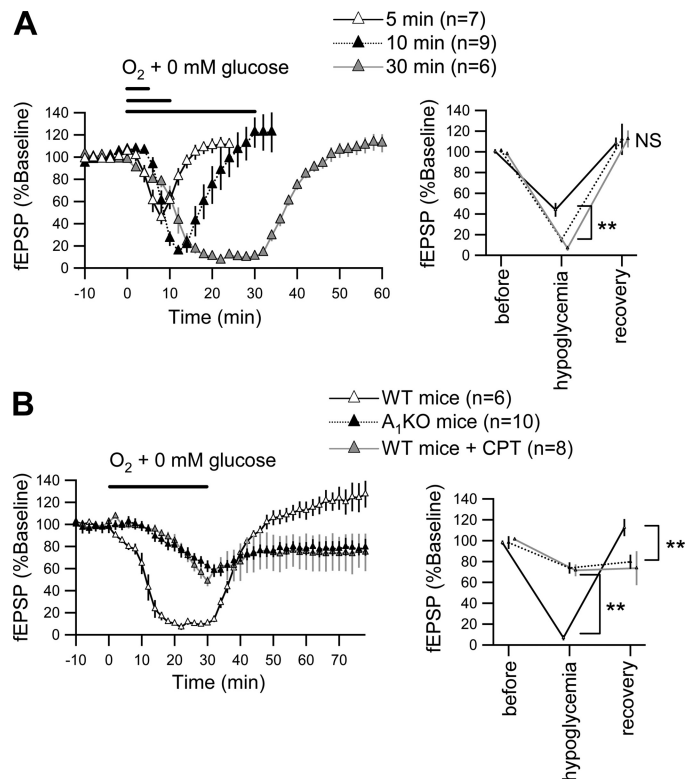 A
5 min (n=7)
10 min (n=9)
30 min (n=6)
O2 + 0 mM glucose
fEPSP (%Baseline)
140
120
100
80
60
40
20
0
-10 0 10 20 30 40 50 60
Time (min)
fEPSP (%Baseline)
140
120
100
80
60
40
20
0
NS
**
before
hypoglycemia
recovery
B
WT mice (n=6)
A1KO mice (n=10)
WT mice + CPT (n=8)
O2 + 0 mM glucose
fEPSP (%Baseline)
140
120
100
80
60
40
20
0
-10 0 10 20 30 40 50 60 70
Time (min)
fEPSP (%Baseline)
140
120
100
80
60
40
20
0
**
**
before
hypoglycemia
recovery